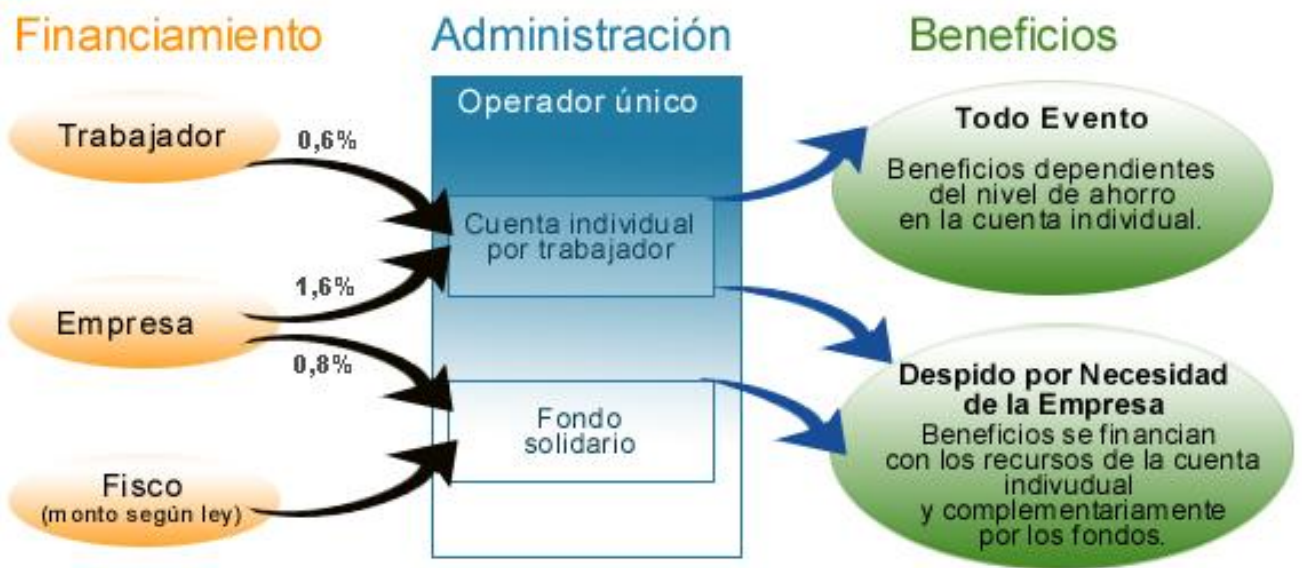 Financiamiento
Administración
Beneficios
Trabajador
0,6%
Empresa
1,6%
0,8%
Fisco
(monto según ley)
Operador único
Cuenta individual
por trabajador
Fondo
solidario
Todo Evento
Beneficios dependientes
del nivel de ahorro
en la cuenta individual.
Despido por Necesidad
de la Empresa
Beneficios se financian
con los recursos de la cuenta
indivudual
y complementariamente
por los fondos.